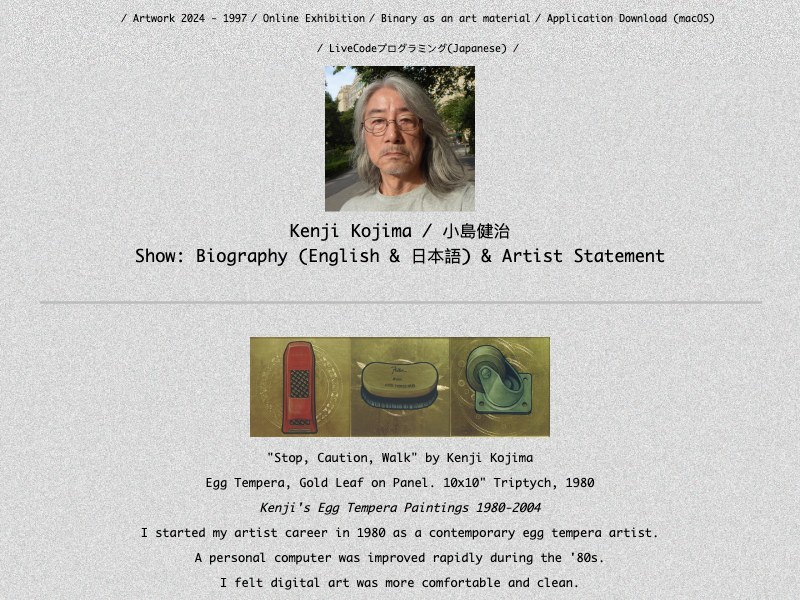 / Artwork 2024 - 1997 / Online Exhibition / Binary as an art material / Application Download (macOS)
/ LiveCodeプログラミング(Japanese) /
Kenji Kojima / 小島健治
Show: Biography (English & 日本語) & Artist Statement
"Stop, Caution, Walk" by Kenji Kojima
Egg Tempera, Gold Leaf on Panel. 10x10" Triptych, 1980
Kenji's Egg Tempera Paintings 1980-2004
I started my artist career in 1980 as a contemporary egg tempera artist.
A personal computer was improved rapidly during the '80s.
I felt digital art was more comfortable and clean.